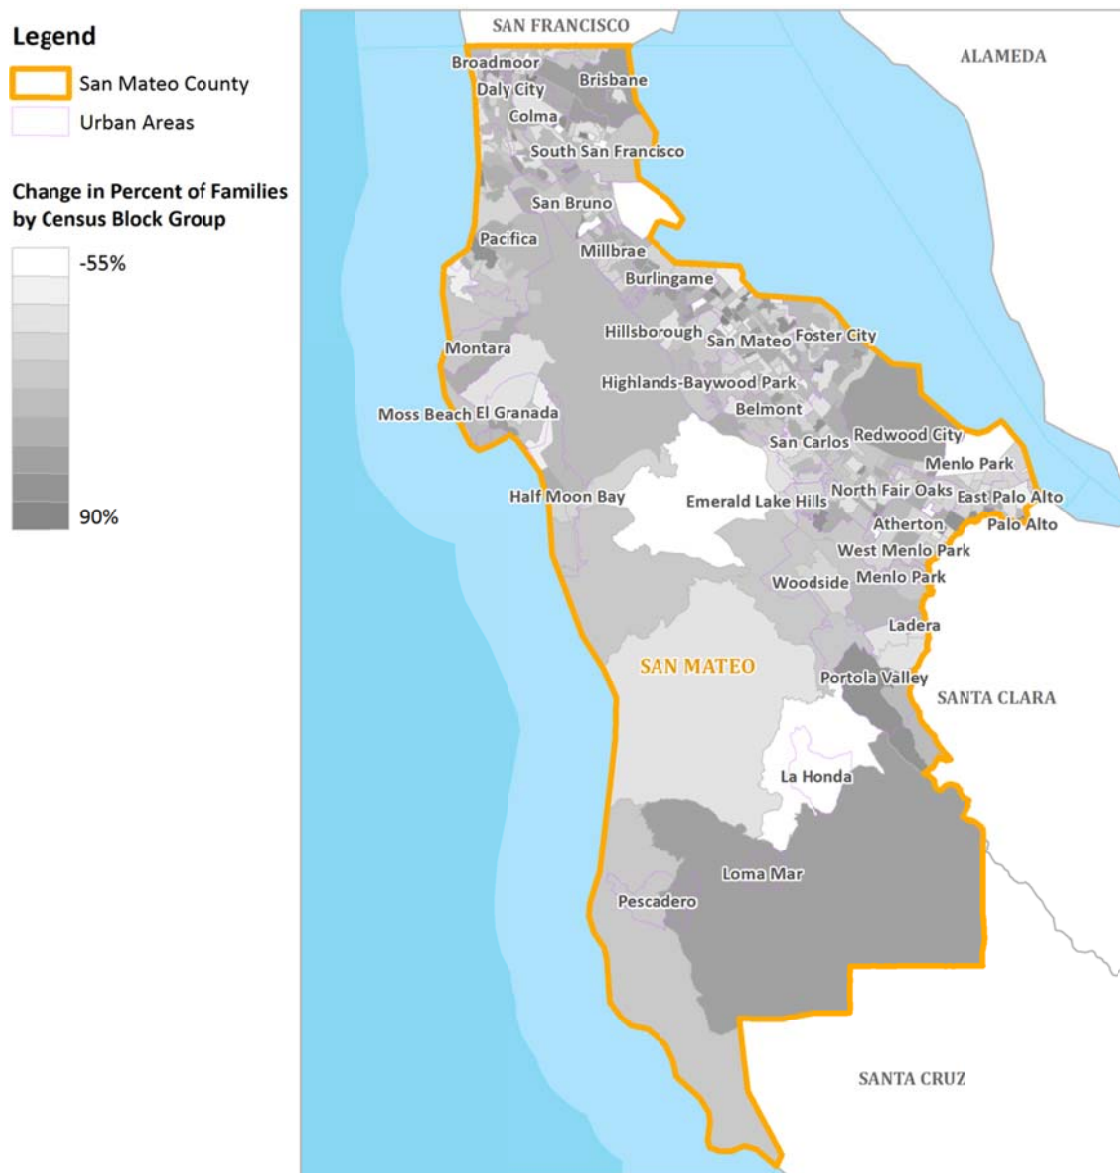 Legend
San Mateo County
Urban Areas
Change in Percent of Families
by Census Block Group
-55%
90%
SAN FRANCISCO
ALAMEDA
Broadmoor
Brisbane
Daly City
Colma
South San Francisco
San Bruno
Pacifica
Millbrae
Burlingame
Hillsborough
San Mateo
Foster City
Montara
Highlands-Baywood Park
Moss Beach
El Granada
Belmont
San Carlos
Redwood City
Menlo Park
Half Moon Bay
Emerald Lake Hills
North Fair Oaks
East Palo Alto
Atherton
Palo Alto
West Menlo Park
Woodside
Menlo Park
Ladera
SAN MATEO
Portola Valley
SANTA CLARA
La Honda
Loma Mar
Pescadero
SANTA CRUZ